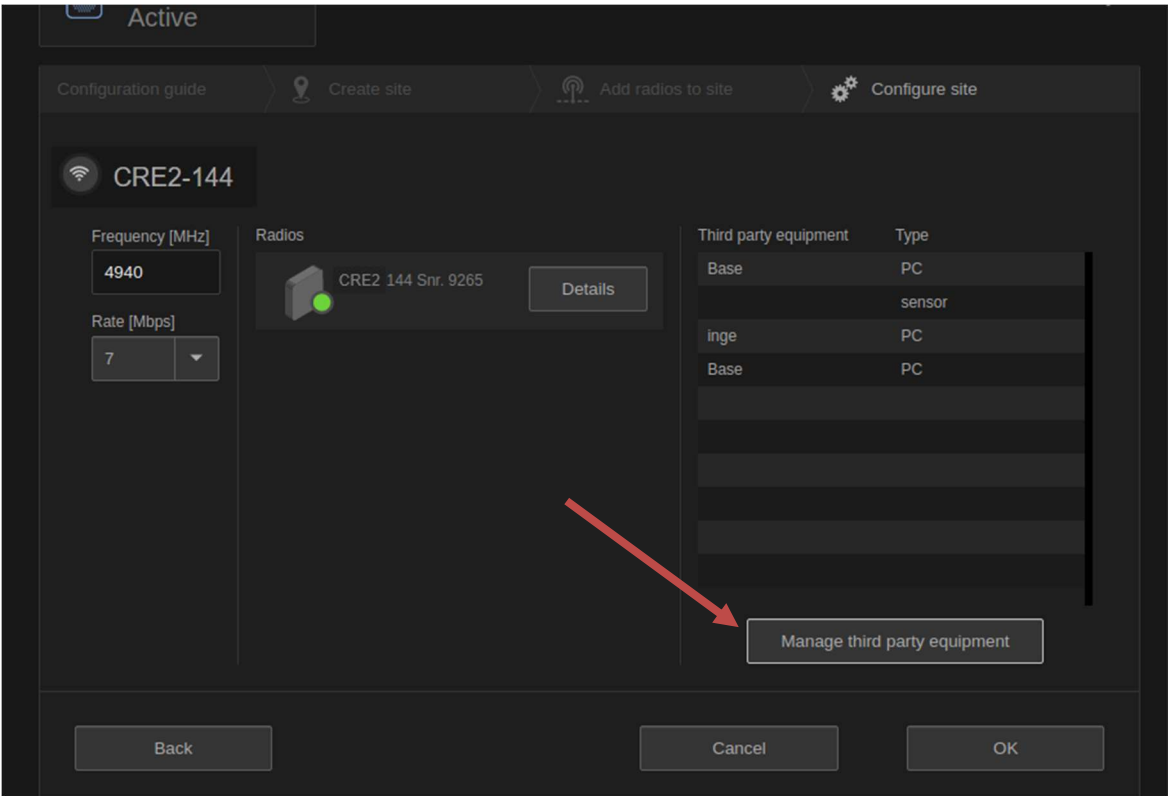 Active
Configuration guide
Create site
Add radios to site
Configure site
CRE2-144
Frequency [MHz]
4940
Rate [Mbps]
7
Radios
CRE2 144 Snr. 9265
Details
Third party equipment Type
Base PC
sensor
inge PC
Base PC
Manage third party equipment
Back
Cancel
OK